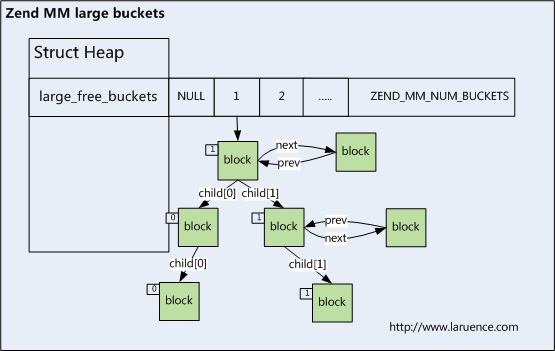 Zend MM large buckets
Struct Heap
large_free_buckets NULL 1 2 ..... ZEND_MM_NUM_BUCKETS
1 block next prev block
child[0] child[1]
0 block 1 block prev next block
child[0] child[1]
0 block 1 block
http://www.laruence.com